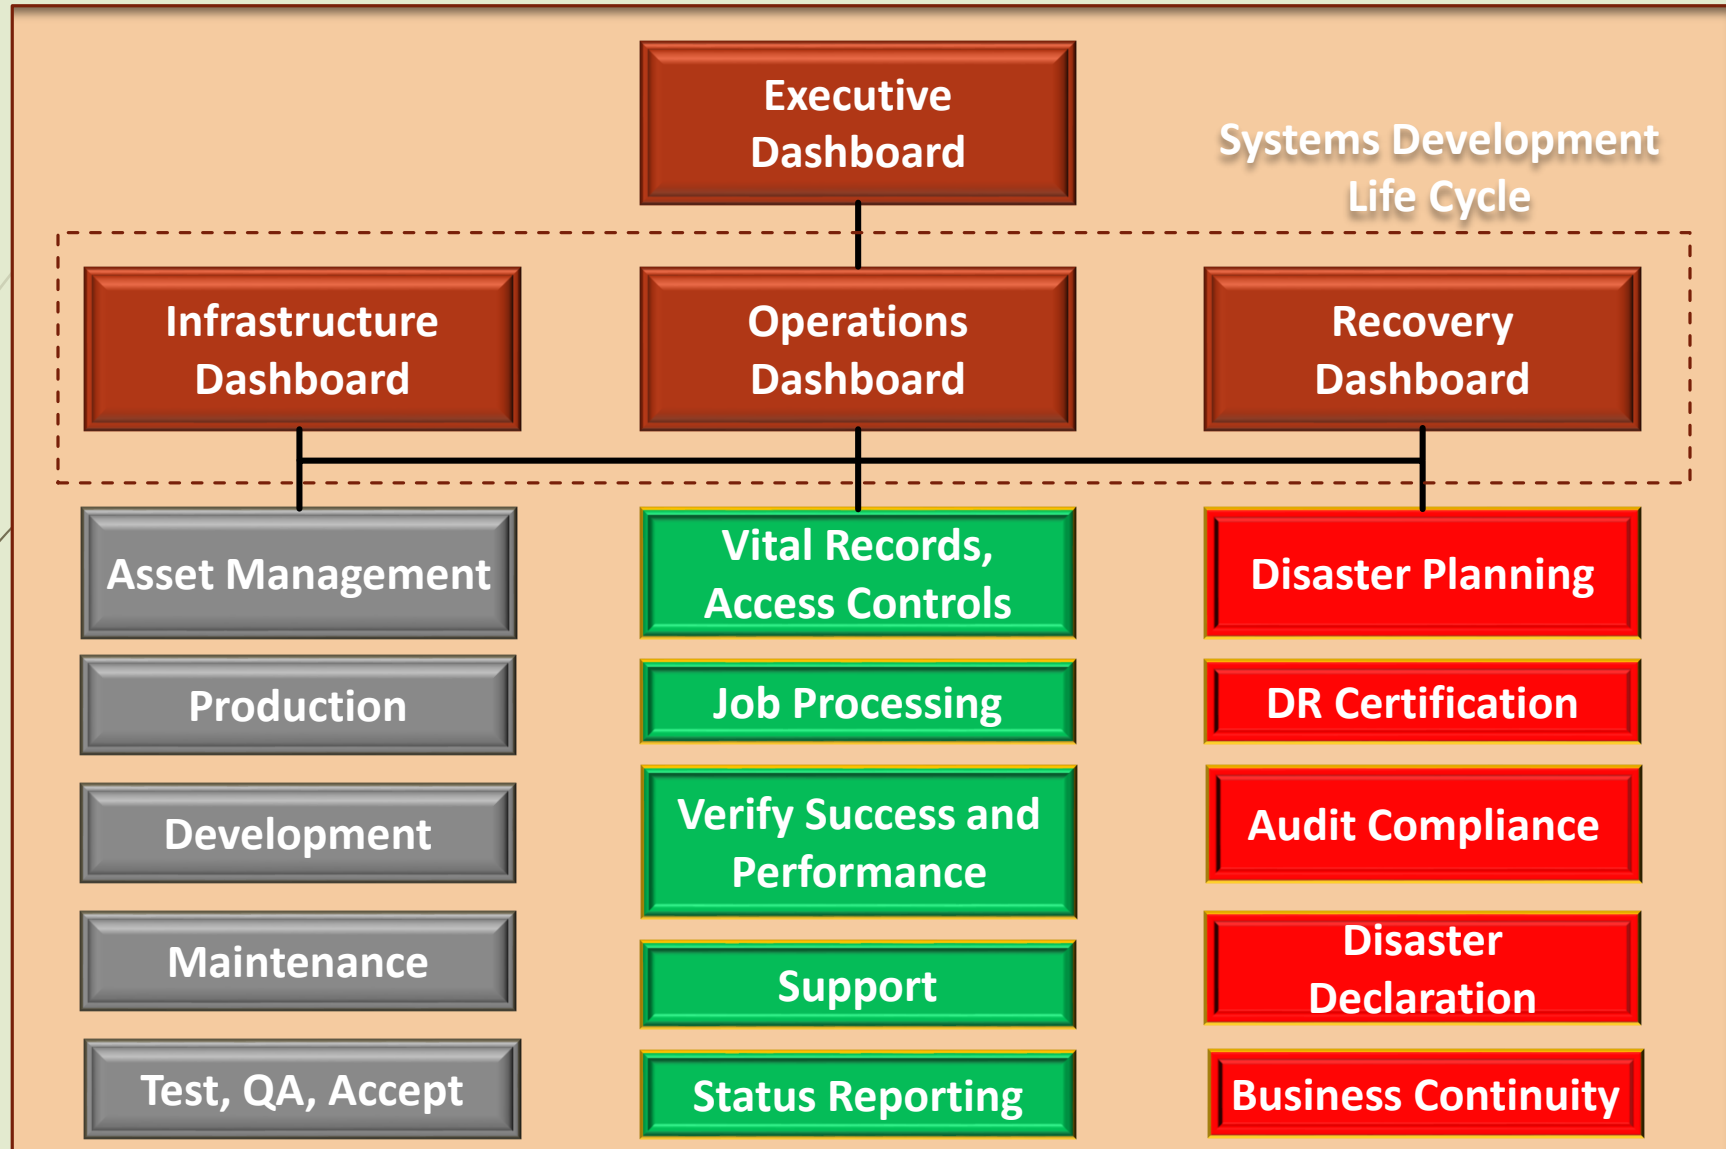 Executive
Dashboard
Systems Development
Life Cycle
Infrastructure
Dashboard
Operations
Dashboard
Recovery
Dashboard
Asset Management
Production
Development
Maintenance
Test, QA, Accept
Vital Records,
Access Controls
Job Processing
Verify Success and
Performance
Support
Status Reporting
Disaster Planning
DR Certification
Audit Compliance
Disaster
Declaration
Business Continuity